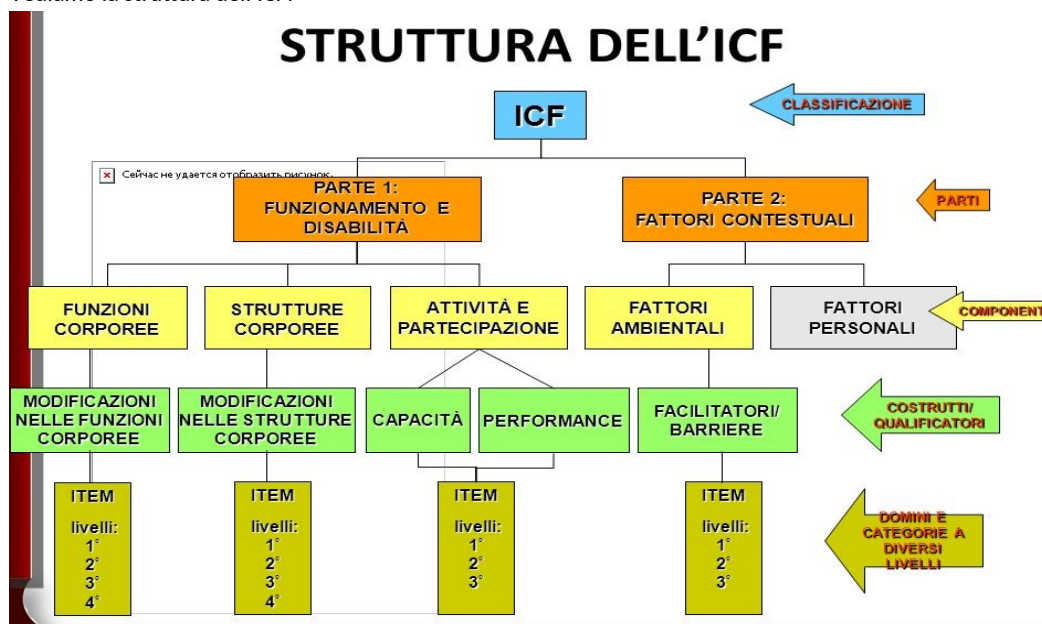 STRUTTURA DELL'ICF
ICF
CLASSIFICAZIONE
Сейчас не удается отобразить рисунок.
PARTE 1:
FUNZIONAMENTO E
DISABILITÀ
PARTE 2:
FATTORI CONTESTUALI
PARTI
FUNZIONI
CORPOREE
STRUTTURE
CORPOREE
ATTIVITÀ E
PARTECIPAZIONE
FATTORI
AMBIENTALI
FATTORI
PERSONALI
COMPONENT
MODIFICAZIONI
NELLE FUNZIONI
CORPOREE
MODIFICAZIONI
NELLE STRUTTURE
CORPOREE
CAPACITÀ
PERFORMANCE
FACILITATORI/
BARRIERE
COSTRUTTI/
QUALIFICATORI
ITEM
livelli:
1°
2°
3°
4°
ITEM
livelli:
1°
2°
3°
4°
ITEM
livelli:
1°
2°
3°
ITEM
livelli:
1°
2°
3°
DOMINI E
CATEGORIE A
DIVERSI
LIVELLI